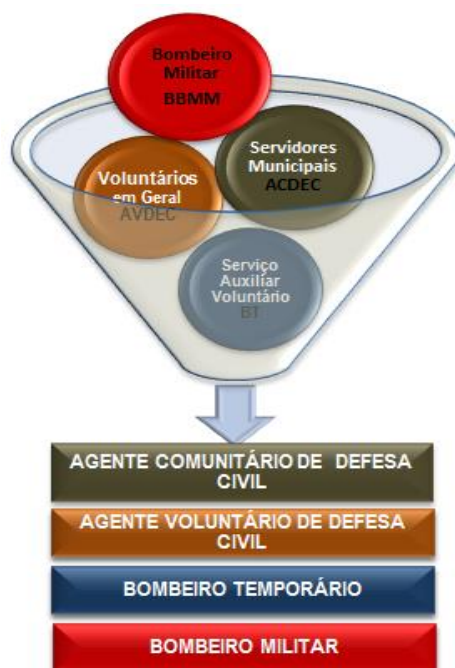 Bombeiro
Militar
BBMM
Servidores
Municipais
ACDEC
Voluntários
em Geral
AVDEC
Serviço
Auxiliar
Voluntário
BT
AGENTE COMUNITÁRIO DE DEFESA
CIVIL
AGENTE VOLUNTÁRIO DE DEFESA
CIVIL
BOMBEIRO TEMPORÁRIO
BOMBEIRO MILITAR